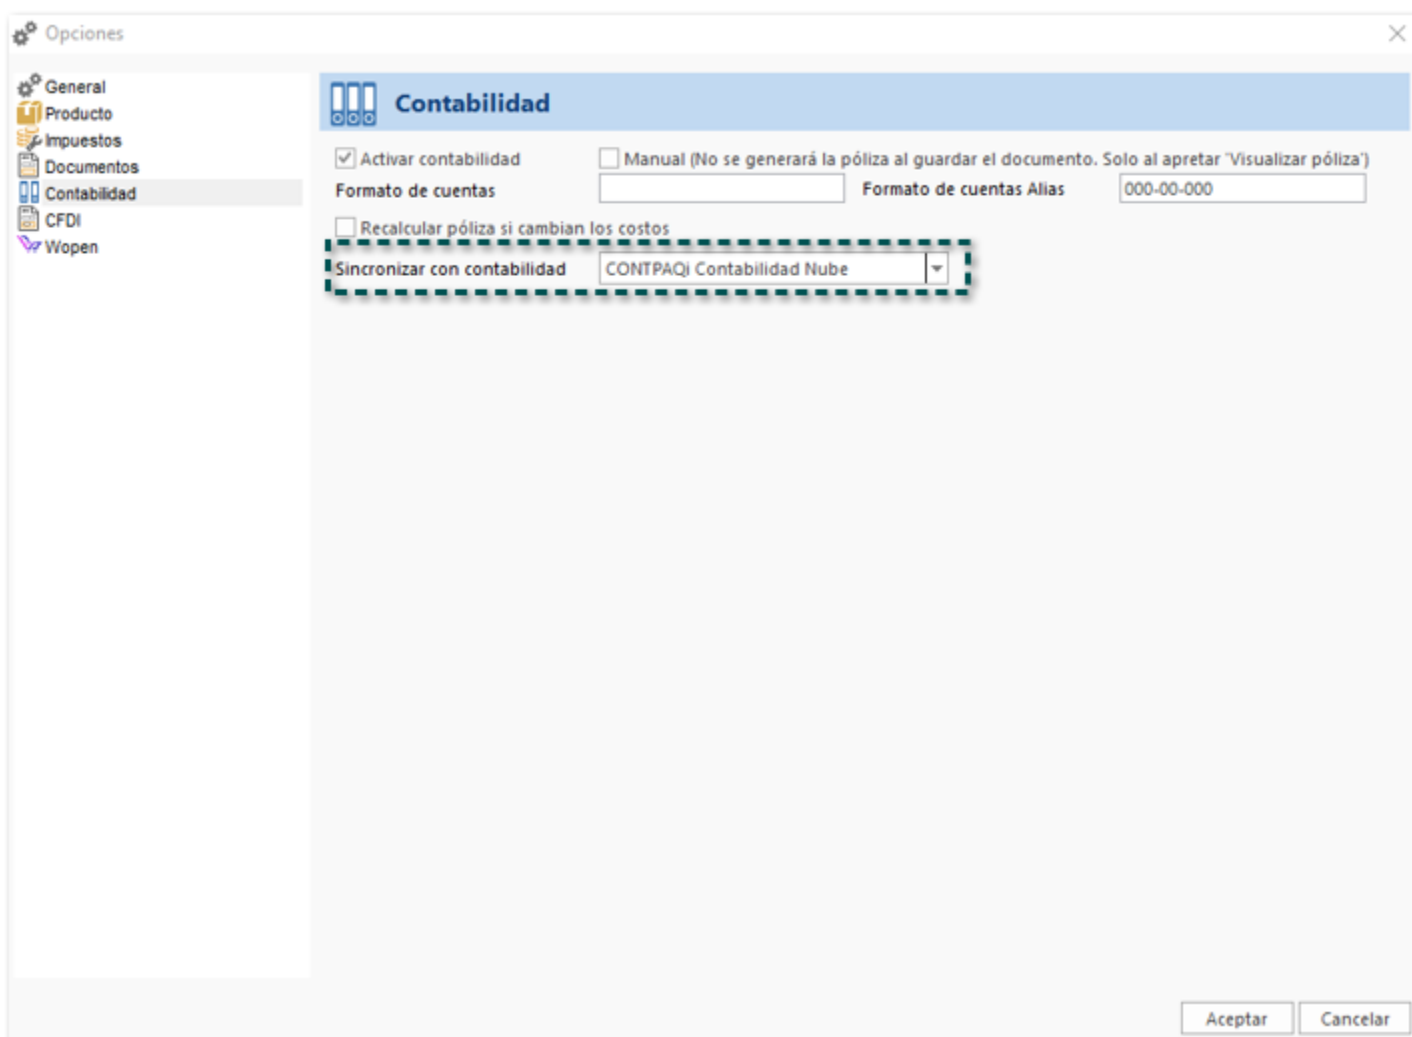 Opciones
General
Producto
Impuestos
Documentos
Contabilidad
CFDI
Wopen
Contabilidad
Activar contabilidad
Manual (No se generará la póliza al guardar el documento. Solo al apretar 'Visualizar póliza')
Formato de cuentas
Formato de cuentas Alias
000-00-000
Recalcular póliza si cambian los costos
Sincronizar con contabilidad
CONTPAQi Contabilidad Nube
Aceptar
Cancelar